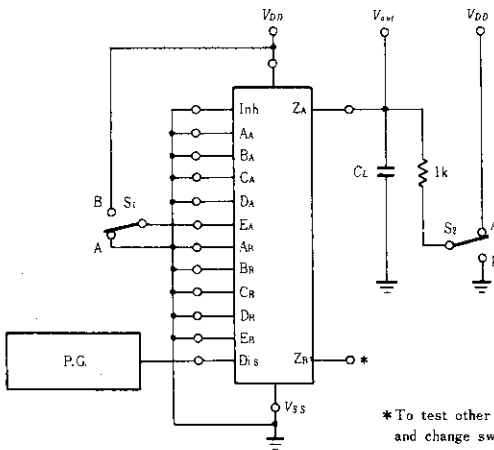 VDD
Vout
VDD
Inh
AA
BA
CA
DA
EA
AB
BB
CB
DB
EB
Dis
ZA
ZB
*
B
S1
A
CL
1k
S2
A
P.G.
VSS
* To test other
and change sw